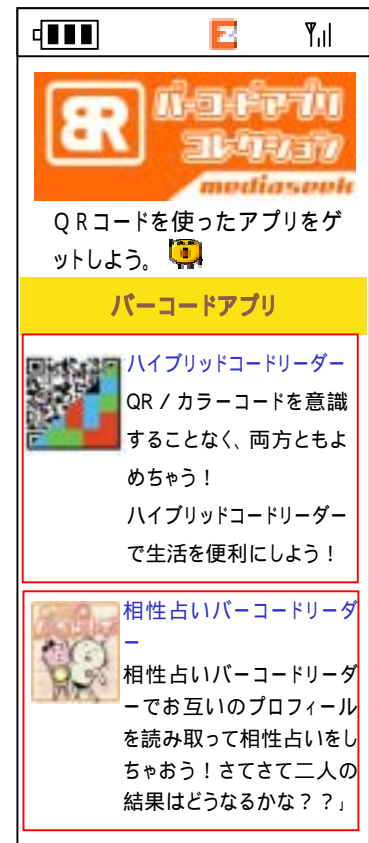 E
BR
バーコードアプリ
コレクション
mediaseek
QRコードを使ったアプリをゲ
ットしよう。
バーコードアプリ
ハイブリッドコードリーダー
QR / カラーコードを意識
することなく、両方ともよ
めちゃう！
ハイブリッドコードリーダー
で生活を便利にしよう！
相性占いバーコードリーダ
ー
相性占いバーコードリーダ
ーでお互いのプロフィール
を読み取って相性占いをし
ちゃおう！さてさて二人の
結果はどうなるかな？？」